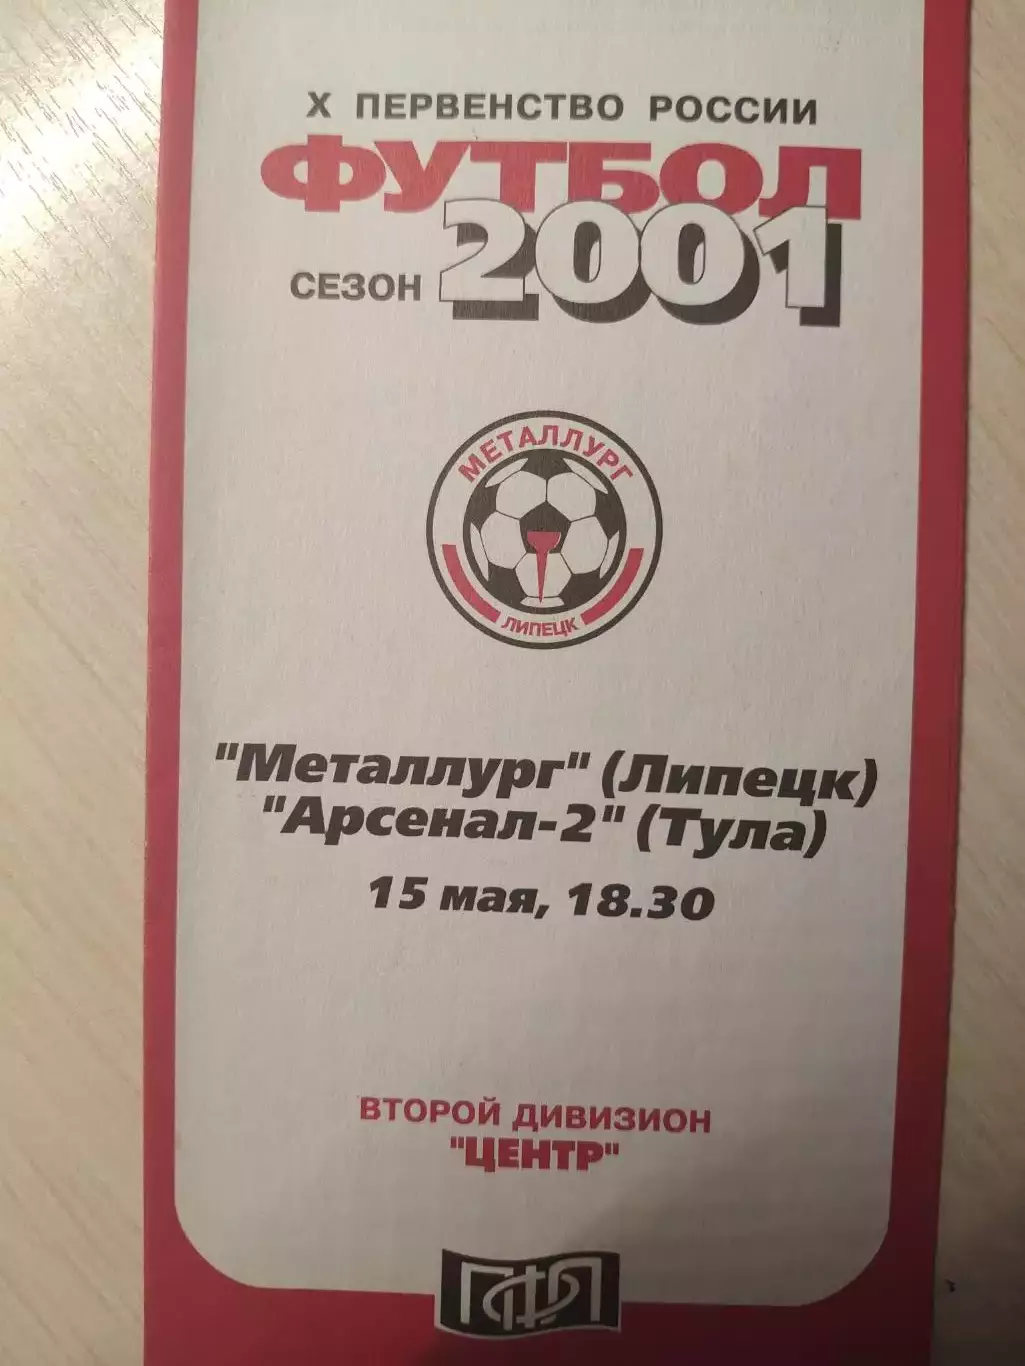 X ПЕРВЕНСТВО РОССИИ
ФУТБОЛ
СЕЗОН 2001
МЕТАЛЛУРГ
ЛИПЕЦК
"Металлург" (Липецк)
"Арсенал-2" (Тула)
15 мая, 18.30
ВТОРОЙ ДИВИЗИОН
"ЦЕНТР"
ПФЛ